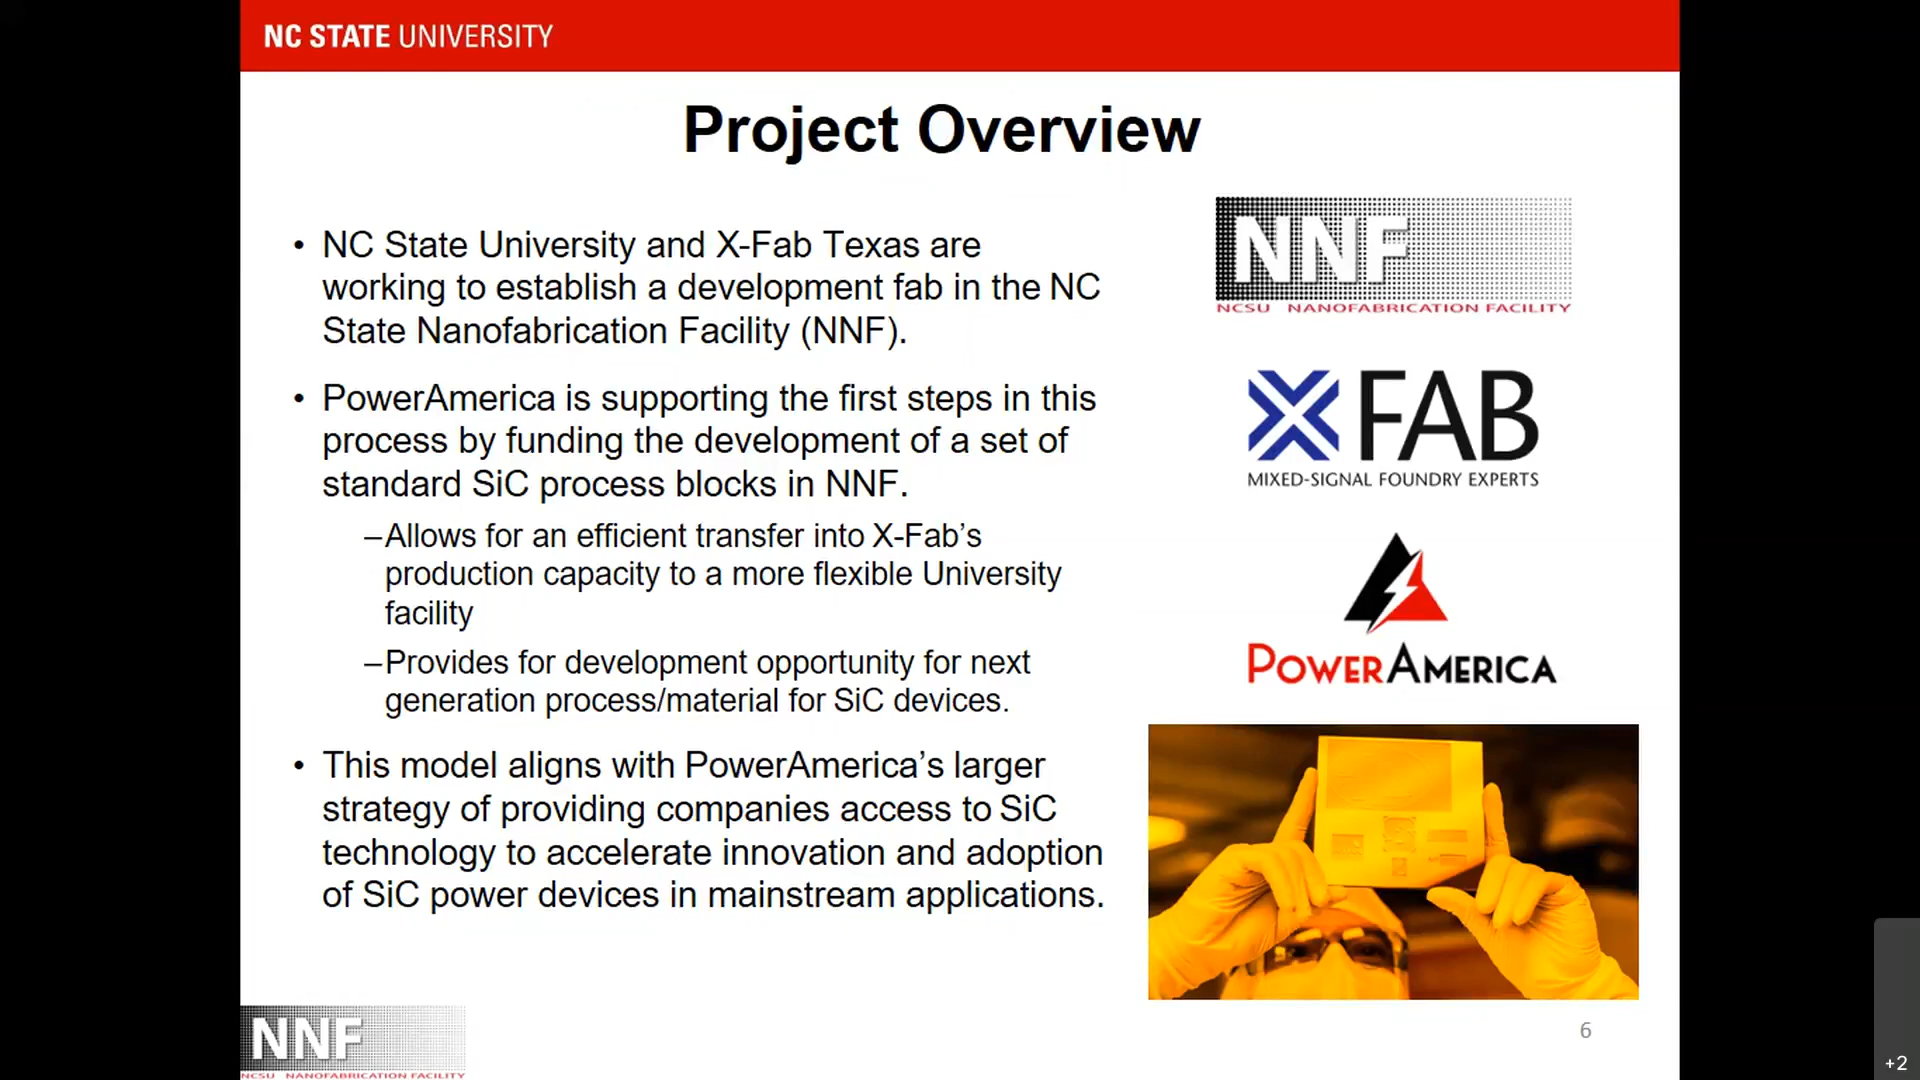 NC STATE UNIVERSITY
Project Overview
• NC State University and X-Fab Texas are
working to establish a development fab in the NC
State Nanofabrication Facility (NNF).
• PowerAmerica is supporting the first steps in this
process by funding the development of a set of
standard SiC process blocks in NNF.
–Allows for an efficient transfer into X-Fab’s
production capacity to a more flexible University
facility
–Provides for development opportunity for next
generation process/material for SiC devices.
• This model aligns with PowerAmerica’s larger
strategy of providing companies access to SiC
technology to accelerate innovation and adoption
of SiC power devices in mainstream applications.
NNF
NCSU NANOFABRICATION FACILITY
XFAB
MIXED-SIGNAL FOUNDRY EXPERTS
POWERAMERICA
NNF
NCSU NANOFABRICATION FACILITY
6
+2